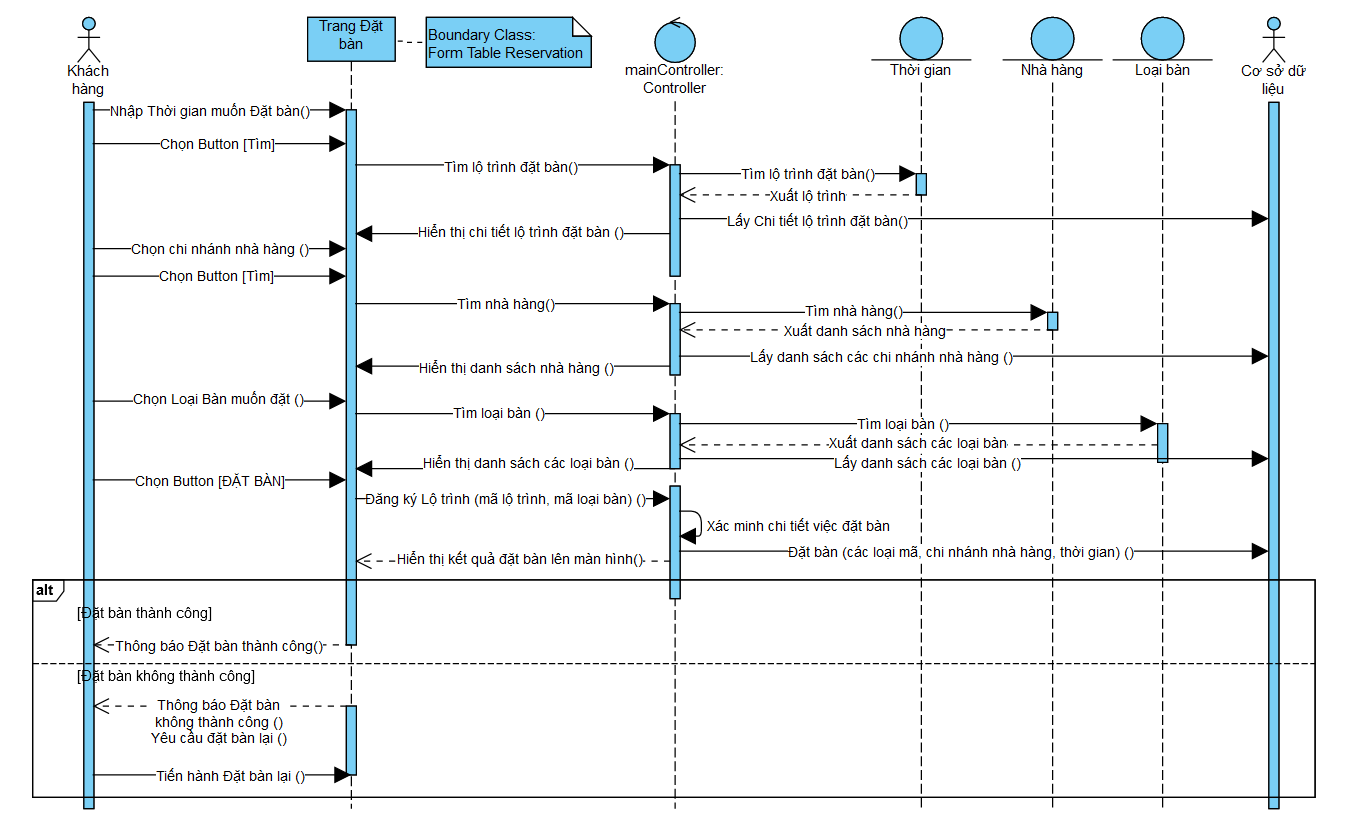 Trang Đặt
bàn
Boundary Class:
Form Table Reservation
Khách
hàng
mainController:
Controller
Thời gian
Nhà hàng
Loại bàn
Cơ sở dữ
liệu
Nhập Thời gian muốn Đặt bàn()
Chọn Button [Tìm]
Tìm lộ trình đặt bàn()
Tìm lộ trình đặt bàn()
Xuất lộ trình
Lấy Chi tiết lộ trình đặt bàn()
Hiển thị chi tiết lộ trình đặt bàn ()
Chọn chi nhánh nhà hàng ()
Chọn Button [Tìm]
Tìm nhà hàng()
Tìm nhà hàng()
Xuất danh sách nhà hàng
Lấy danh sách các chi nhánh nhà hàng ()
Hiển thị danh sách nhà hàng ()
Chọn Loại Bàn muốn đặt ()
Tìm loại bàn ()
Tìm loại bàn ()
Xuất danh sách các loại bàn
Hiển thị danh sách các loại bàn ()
Lấy danh sách các loại bàn ()
Chọn Button [ĐẶT BÀN]
Đăng ký Lộ trình (mã lộ trình, mã loại bàn) ()
Xác minh chi tiết việc đặt bàn
Đặt bàn (các loại mã, chi nhánh nhà hàng, thời gian) ()
Hiển thị kết quả đặt bàn lên màn hình()
alt
[Đặt bàn thành công]
Thông báo Đặt bàn thành công()
[Đặt bàn không thành công]
Thông báo Đặt bàn
không thành công ()
Yêu cầu đặt bàn lại ()
Tiến hành Đặt bàn lại ()